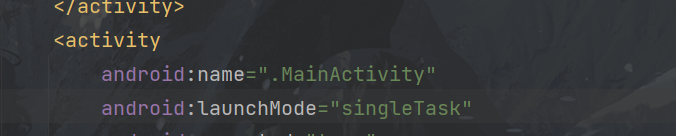 </activity>
<activity
android:name=".MainActivity"
android:launchMode="singleTask"